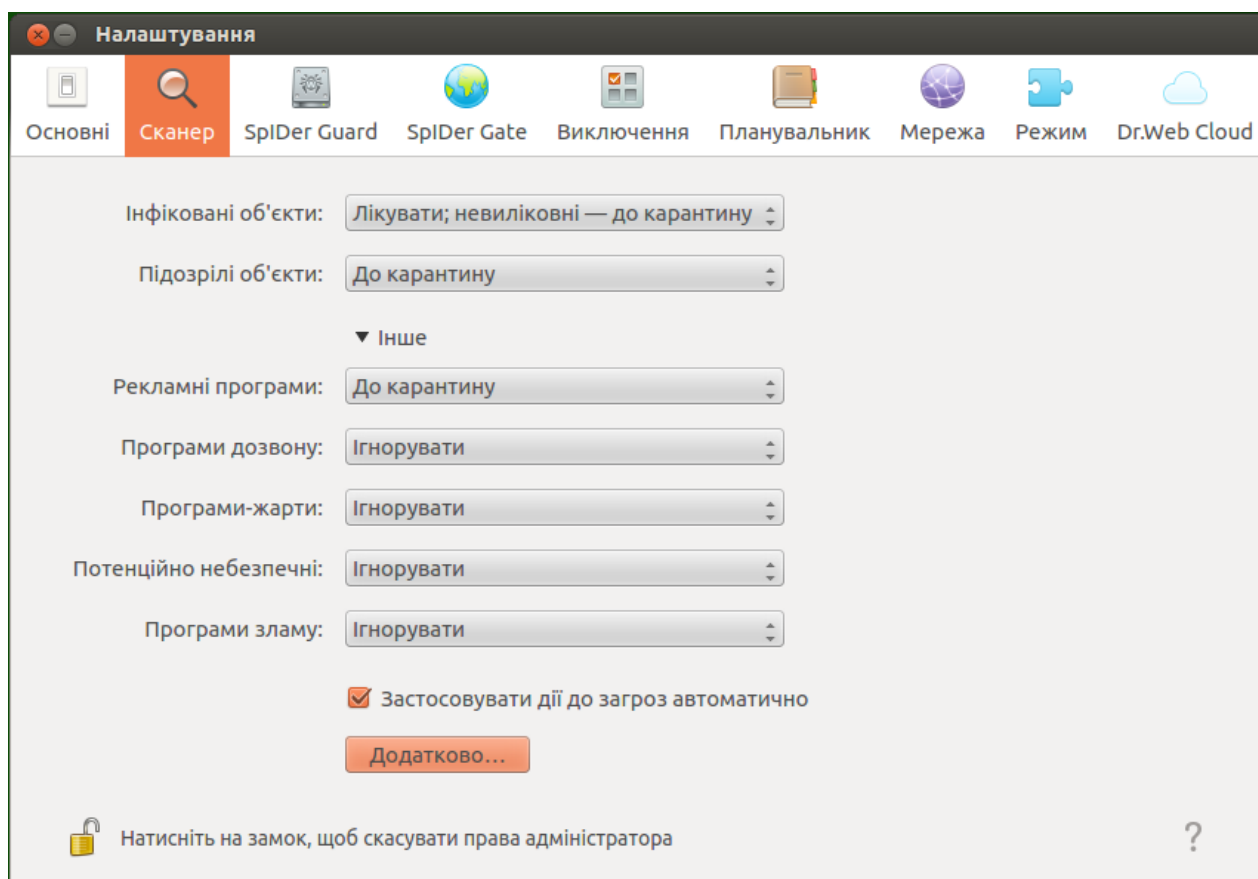 Налаштування
Основні Сканер SpIDer Guard SpIDer Gate Виключення Планувальник Мережа Режим Dr.Web Cloud
Інфіковані об'єкти: Лікувати; невиліковні — до карантину
Підозрілі об'єкти: До карантину
Інше
Рекламні програми: До карантину
Програми дозвону: Ігнорувати
Програми-жарти: Ігнорувати
Потенційно небезпечні: Ігнорувати
Програми зламу: Ігнорувати
Застосовувати дії до загроз автоматично
Додатково...
Натисніть на замок, щоб скасувати права адміністратора ?